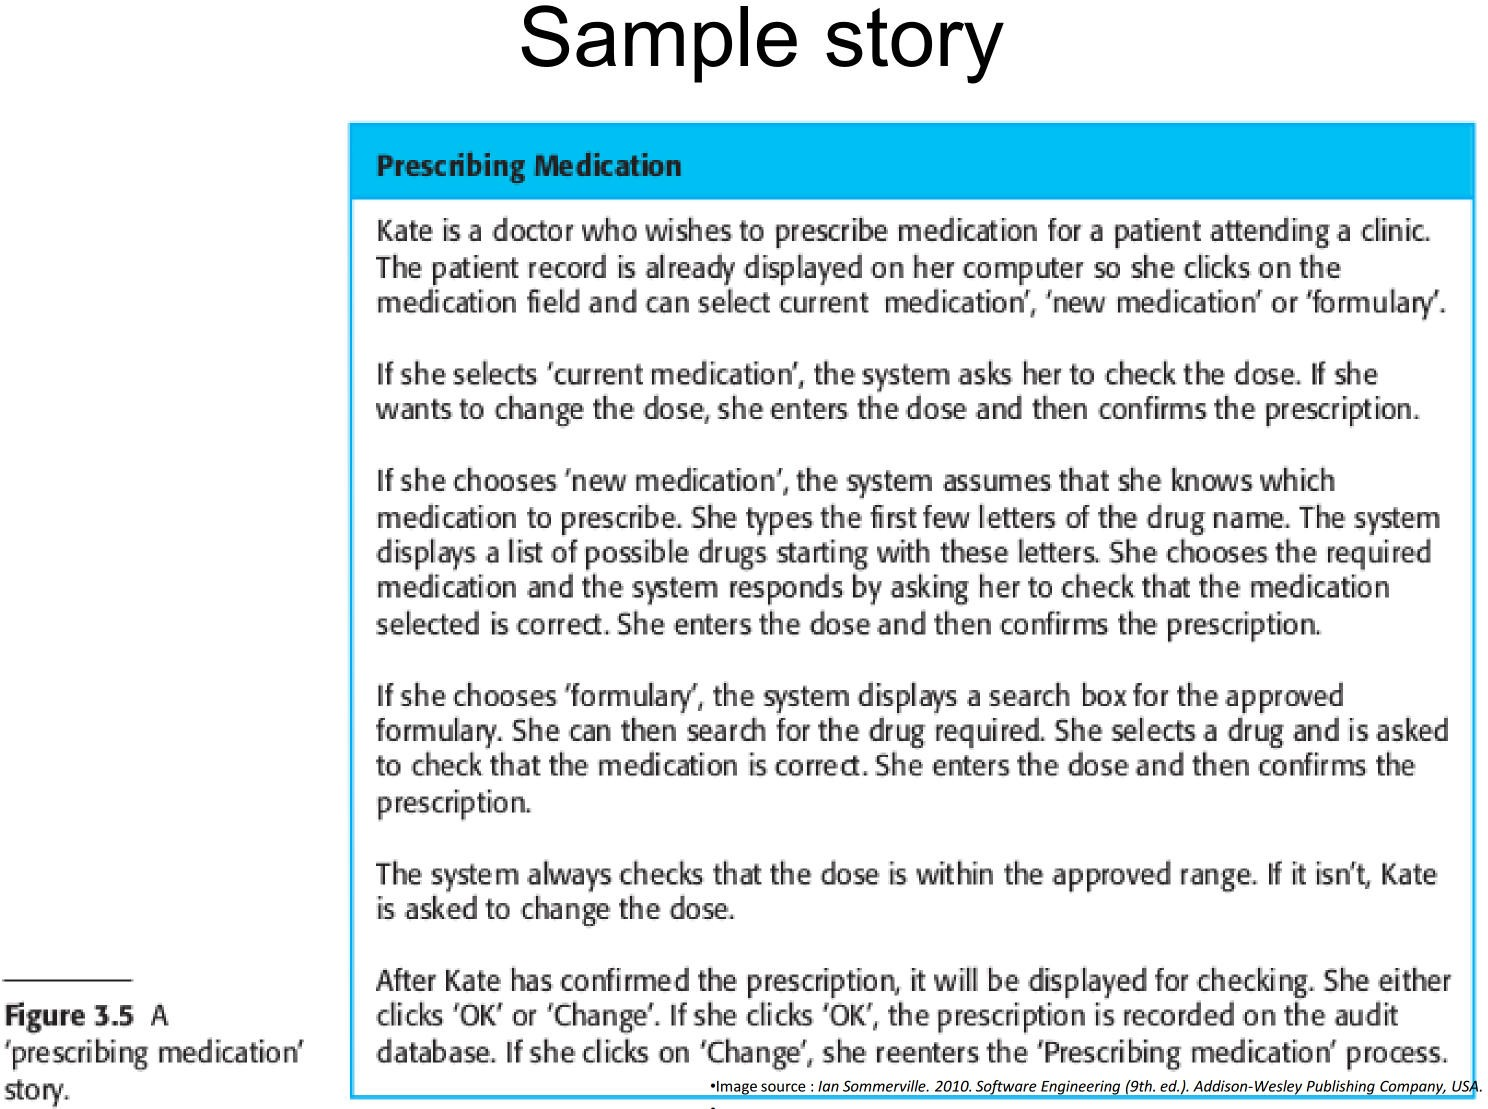 Sample story
Prescribing Medication
Kate is a doctor who wishes to prescribe medication for a patient attending a clinic.
The patient record is already displayed on her computer so she clicks on the
medication field and can select current  medication’, ‘new medication’ or ‘formulary’.
If she selects ‘current medication’, the system asks her to check the dose. If she
wants to change the dose, she enters the dose and then confirms the prescription.
If she chooses ‘new medication’, the system assumes that she knows which
medication to prescribe. She types the first few letters of the drug name. The system
displays a list of possible drugs starting with these letters. She chooses the required
medication and the system responds by asking her to check that the medication
selected is correct. She enters the dose and then confirms the prescription.
If she chooses ‘formulary’, the system displays a search box for the approved
formulary. She can then search for the drug required. She selects a drug and is asked
to check that the medication is correct. She enters the dose and then confirms the
prescription.
The system always checks that the dose is within the approved range. If it isn’t, Kate
is asked to change the dose.
After Kate has confirmed the prescription, it will be displayed for checking. She either
clicks ‘OK’ or ‘Change’. If she clicks ‘OK’, the prescription is recorded on the audit
database. If she clicks on ‘Change’, she reenters the ‘Prescribing medication’ process.
Figure 3.5 A
‘prescribing medication’
story.
•Image source : Ian Sommerville. 2010. Software Engineering (9th. ed.). Addison-Wesley Publishing Company, USA.